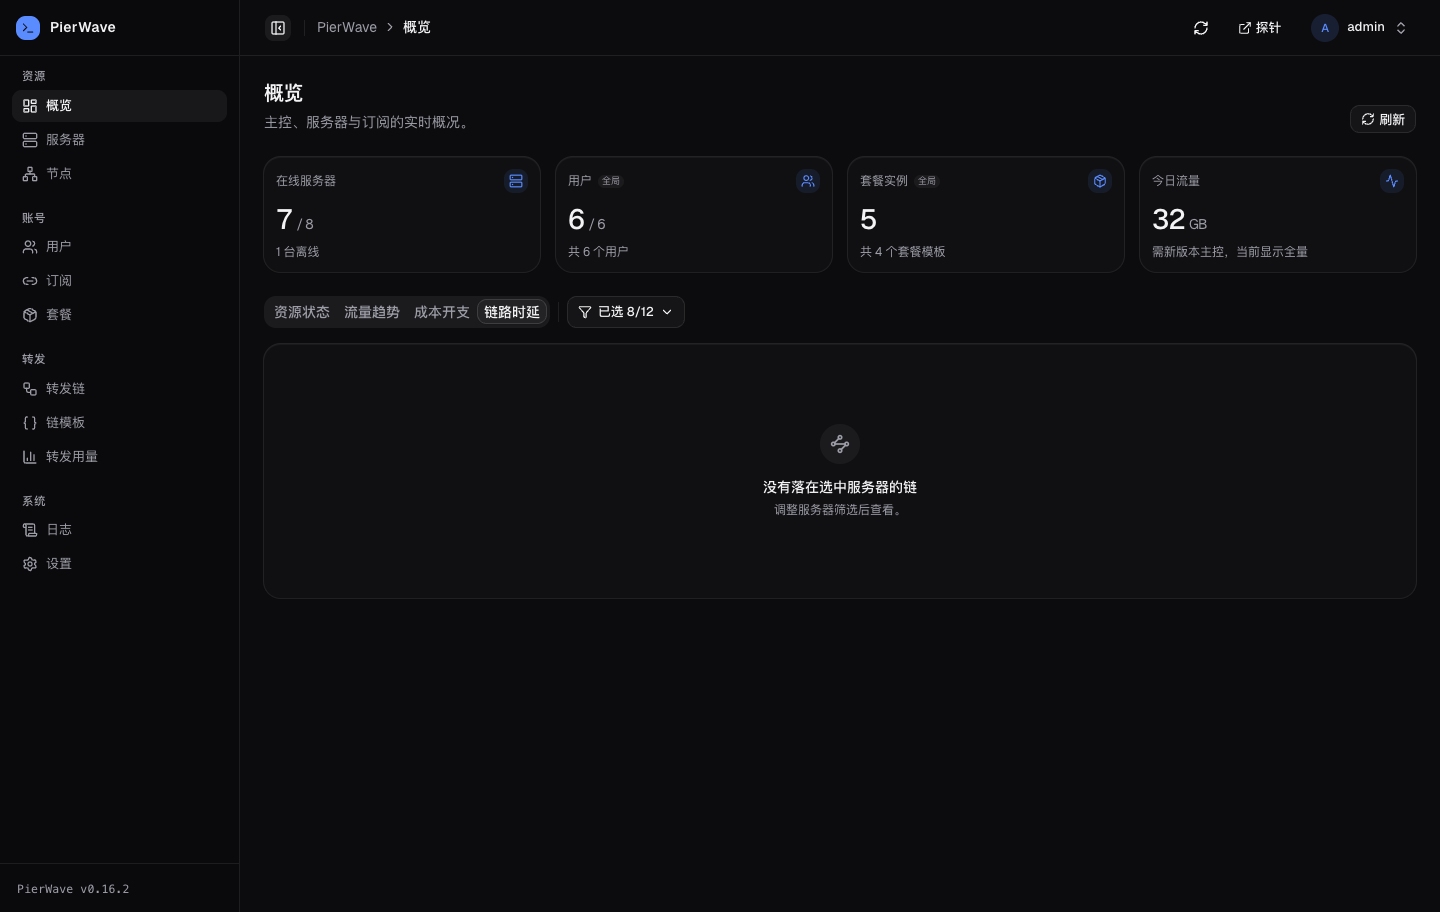 PierWave
PierWave > 概览
探针
A admin
资源
概览
服务器
节点
账号
用户
订阅
套餐
转发
转发链
链模板
转发用量
系统
日志
设置
PierWave v0.16.2
概览
主控、服务器与订阅的实时概况。
刷新
在线服务器
7 / 8
1 台离线
用户 全局
6 / 6
共 6 个用户
套餐实例 全局
5
共 4 个套餐模板
今日流量
32 GB
需新版本主控，当前显示全量
资源状态 流量趋势 成本开支 链路时延 已选 8/12
没有落在选中服务器的链
调整服务器筛选后查看。